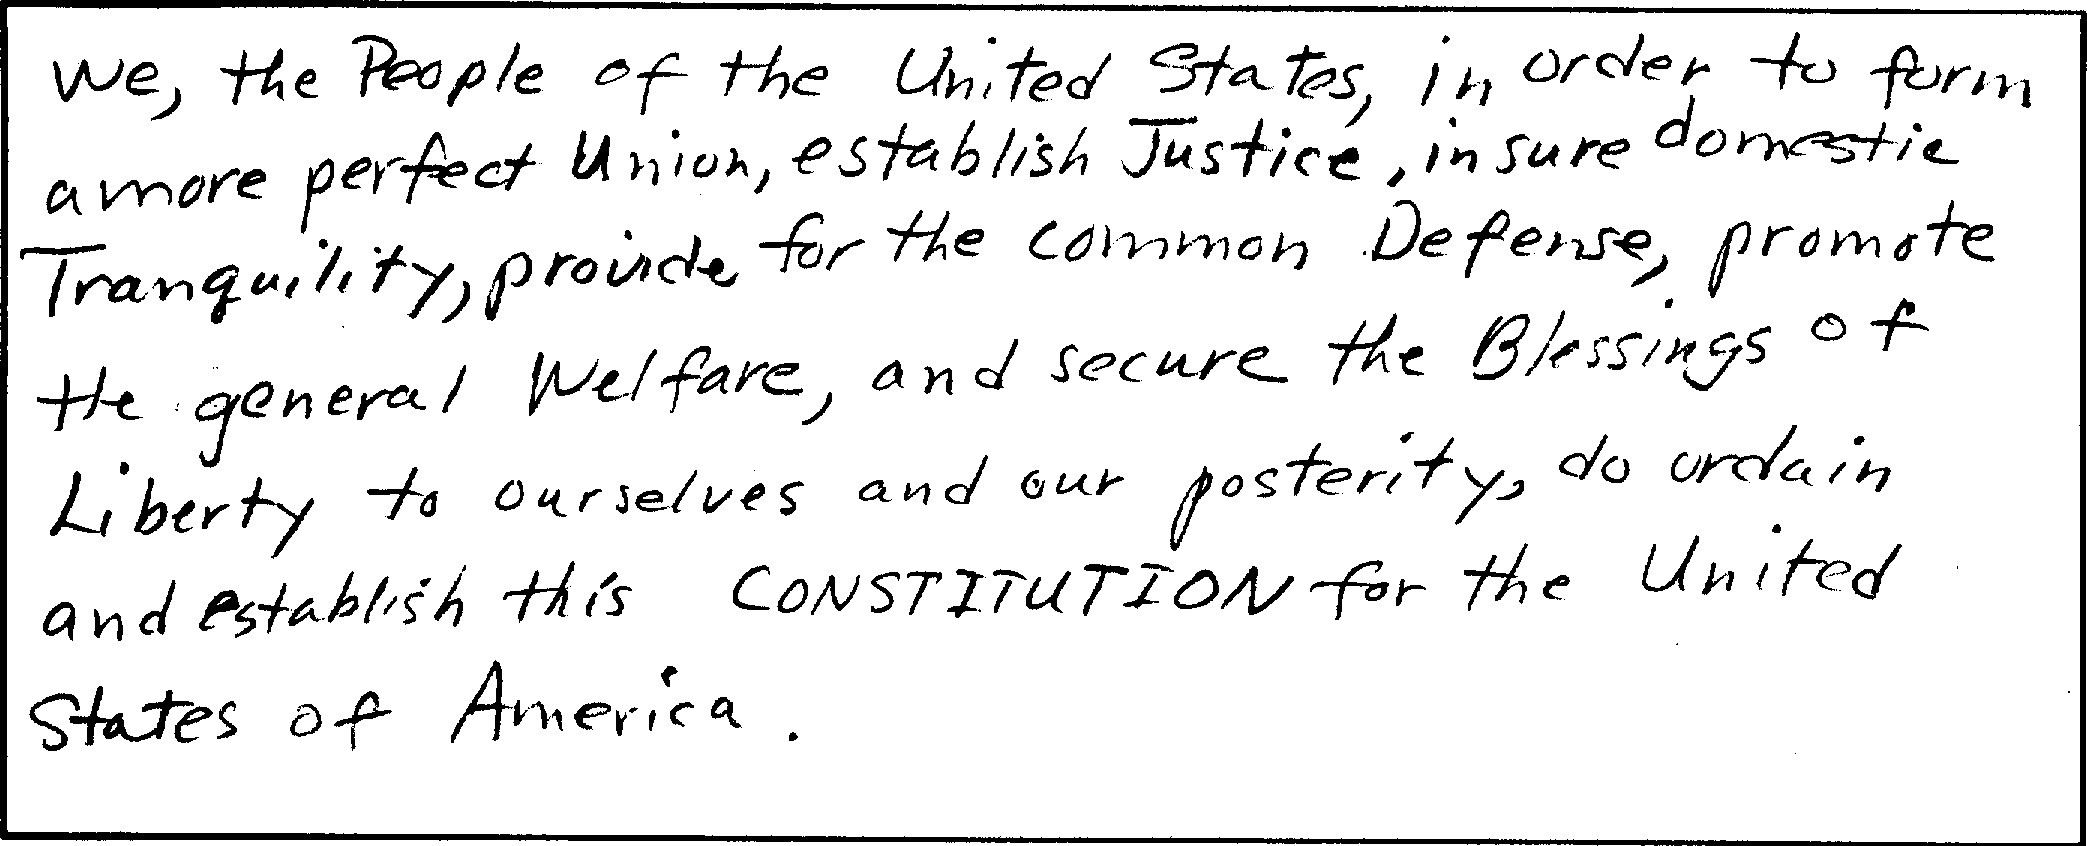 We, the People of the United States, in order to form
a more perfect Union, establish Justice, insure domestic
Tranquility, provide for the common Defense, promote
the general Welfare, and secure the Blessings of
Liberty to ourselves and our posterity, do ordain
and establish this CONSTITUTION for the United
States of America.